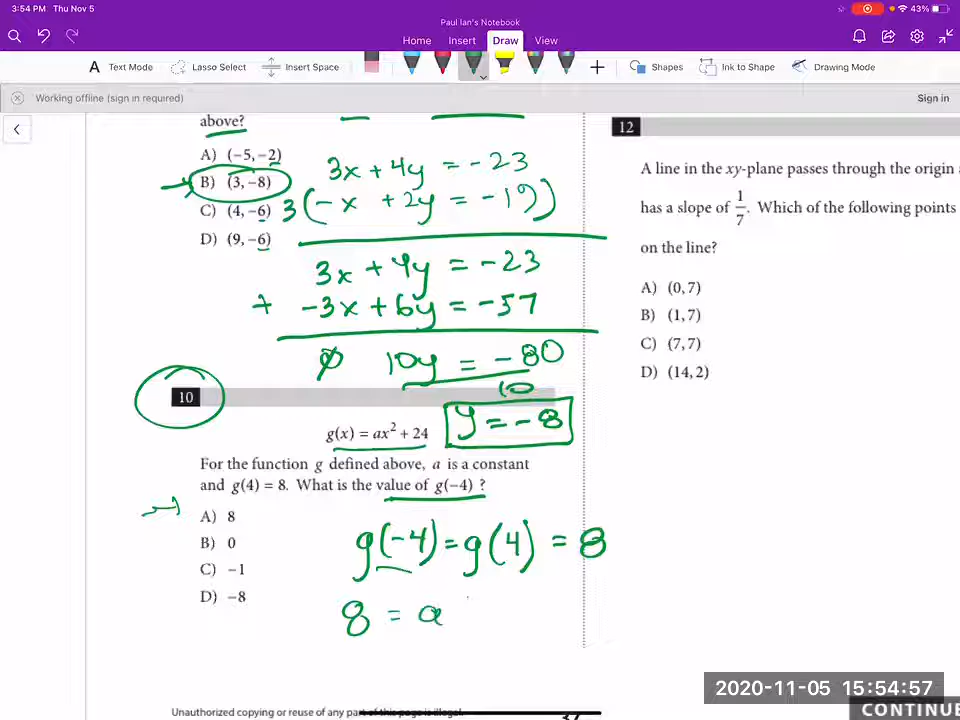 3:54 PM Thu Nov 5
43%
Paul Ian's Notebook
Home Insert Draw View
A Text Mode Lasso Select Insert Space Shapes Ink to Shape Drawing Mode
Working offline (sign in required) Sign in
above?
A) (-5, -2)
B) (3, -8)
C) (4, -6)
D) (9, -6)
3x + 4y = -23
3 (-x + 2y = -19)
3x + 4y = -23
+ -3x + 6y = -57
0 10y = -80
10
y = -8
10
g(x) = ax² + 24
For the function g defined above, a is a constant
and g(4) = 8. What is the value of g(-4) ?
A) 8
B) 0
C) -1
D) -8
g(-4) = g(4) = 8
8 = a
12
A line in the xy-plane passes through the origin
has a slope of 1/7. Which of the following points
on the line?
A) (0, 7)
B) (1, 7)
C) (7, 7)
D) (14, 2)
Unauthorized copying or reuse of any part of this page is illegal.
2020-11-05 15:54:57
CONTINUE